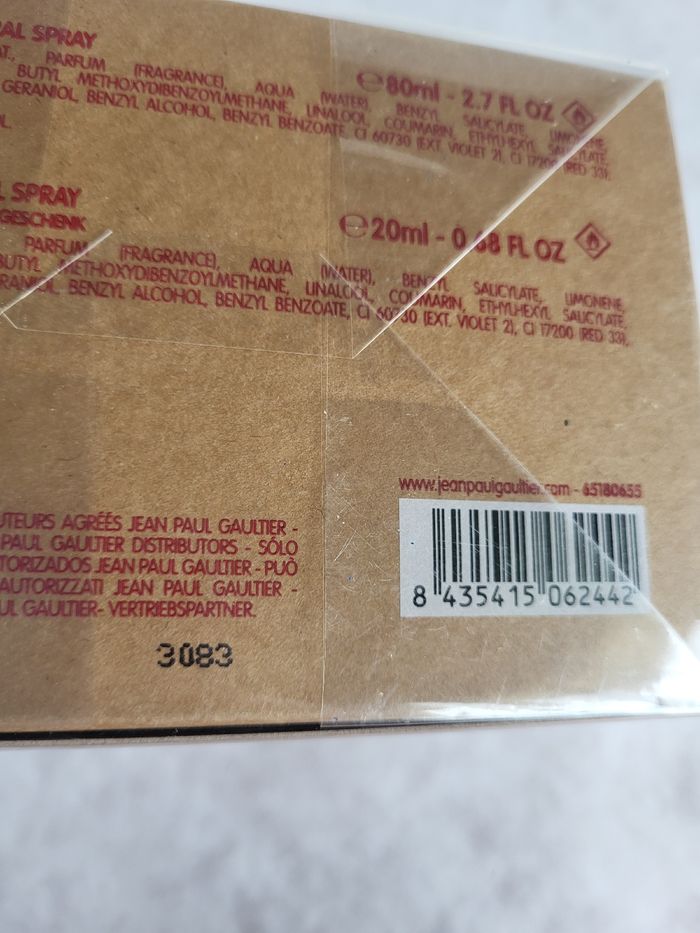 AL SPRAY
AT., PARFUM (FRAGRANCE), AQUA (WATER), BENZYL SALICYLATE, LIMONENE,
BUTYL METHOXYDIBENZOYLMETHANE, LINALOOL, COUMARIN, ETHYLHEXYL SALICYLATE,
GERANIOL, BENZYL ALCOHOL, BENZYL BENZOATE, CI 60730 (EXT. VIOLET 2), CI 17200 (RED 33).
℮80ml - 2.7 FL OZ
L SPRAY
GESCHENK
℮20ml - 0.68 FL OZ
PARFUM (FRAGRANCE), AQUA (WATER), BENZYL SALICYLATE, LIMONENE,
BUTYL METHOXYDIBENZOYLMETHANE, LINALOOL, COUMARIN, ETHYLHEXYL SALICYLATE,
RANIOL, BENZYL ALCOHOL, BENZYL BENZOATE, CI 60730 (EXT. VIOLET 2), CI 17200 (RED 33).
www.jeanpaulgaultier.com - 65180655
UTEURS AGRÉÉS JEAN PAUL GAULTIER -
PAUL GAULTIER DISTRIBUTORS - SÓLO
TORIZADOS JEAN PAUL GAULTIER - PUÒ
AUTORIZZATI JEAN PAUL GAULTIER -
UL GAULTIER- VERTRIEBSPARTNER.
8 435415 062442
3083